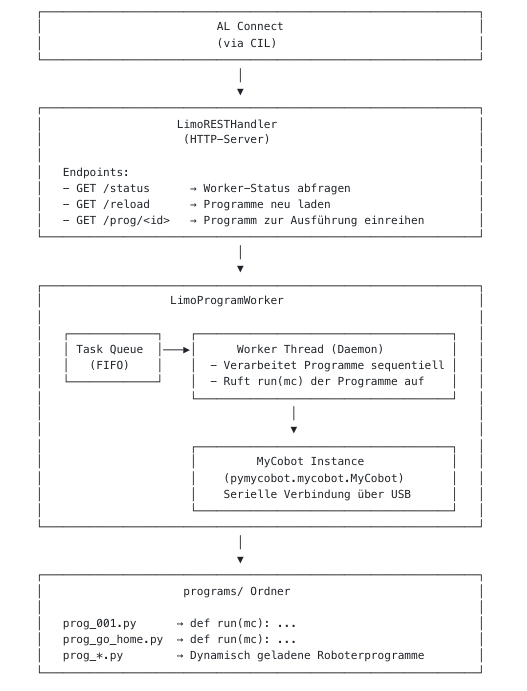 AL Connect
(via CIL)
LimoRESTHandler
(HTTP-Server)
Endpoints:
- GET /status → Worker-Status abfragen
- GET /reload → Programme neu laden
- GET /prog/<id> → Programm zur Ausführung einreihen
LimoProgramWorker
Task Queue
(FIFO)
Worker Thread (Daemon)
- Verarbeitet Programme sequentiell
- Ruft run(mc) der Programme auf
MyCobot Instance
(pymycobot.mycobot.MyCobot)
Serielle Verbindung über USB
programs/ Ordner
prog_001.py → def run(mc): ...
prog_go_home.py → def run(mc): ...
prog_*.py → Dynamisch geladene Roboterprogramme